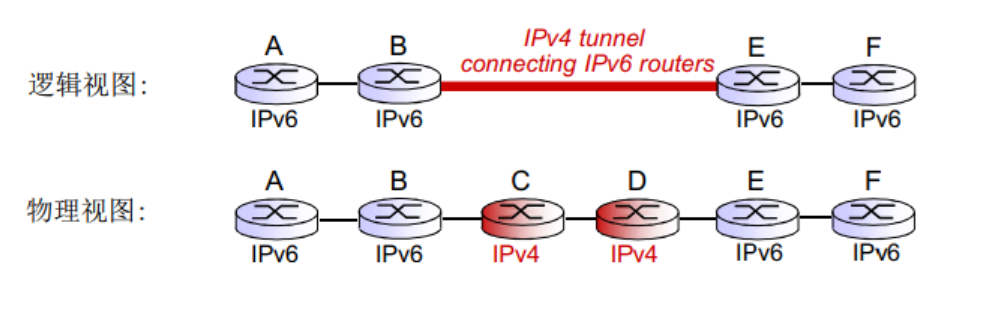 A B E F
IPv4 tunnel
connecting IPv6 routers
逻辑视图:
IPv6 IPv6 IPv6 IPv6
A B C D E F
物理视图:
IPv6 IPv6 IPv4 IPv4 IPv6 IPv6